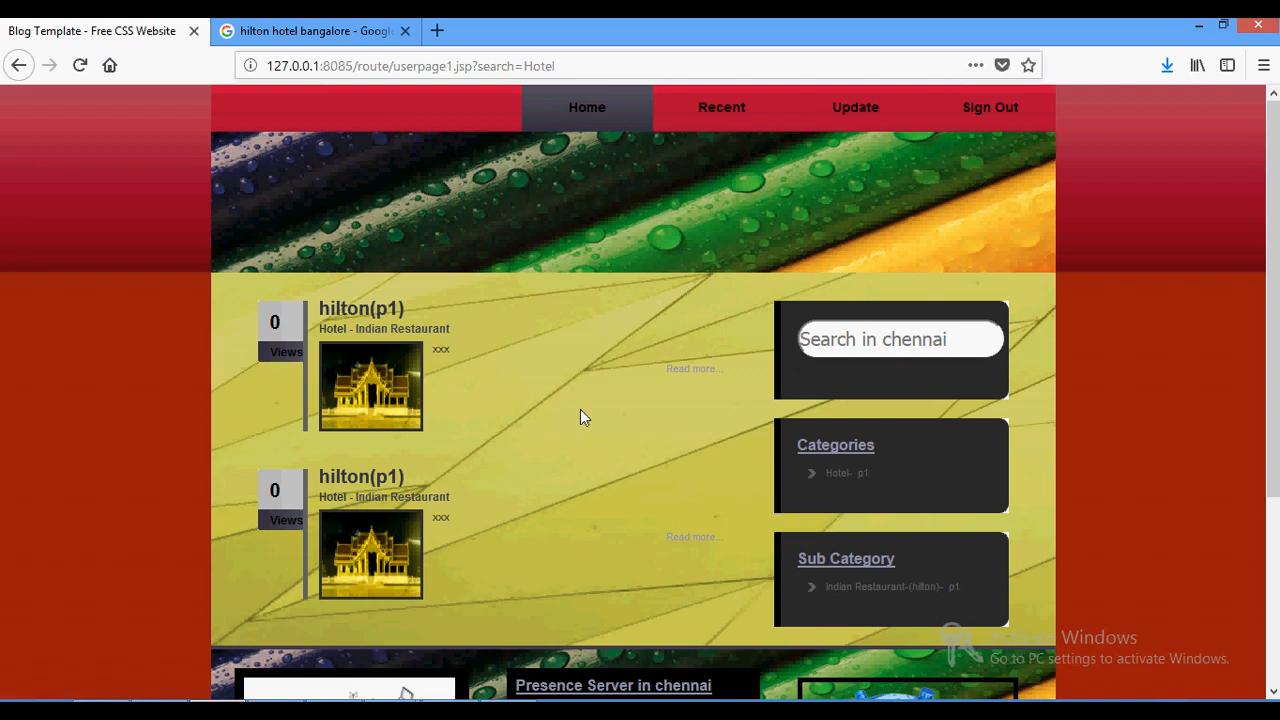 Blog Template - Free CSS Website
hilton hotel bangalore - Google
127.0.0.1:8085/route/userpage1.jsp?search=Hotel
Home Recent Update Sign Out
0
Views
hilton(p1)
Hotel - Indian Restaurant
xxx
Read more...
0
Views
hilton(p1)
Hotel - Indian Restaurant
xxx
Read more...
Search in chennai
Categories
Hotel- p1
Sub Category
Indian Restaurant-(hilton)- p1
Activate Windows
Go to PC settings to activate Windows.
Presence Server in chennai